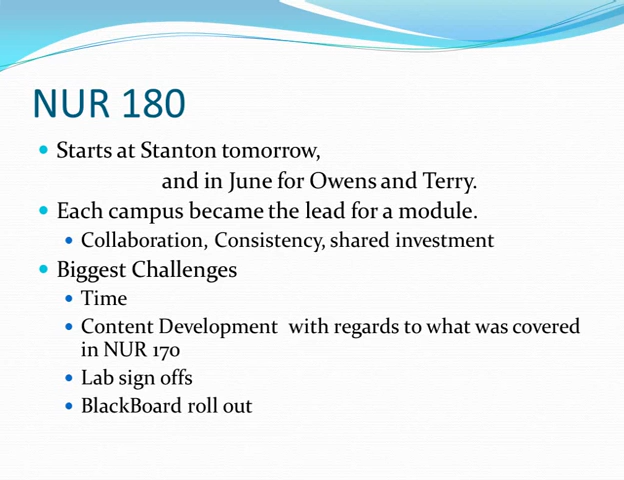 NUR 180
• Starts at Stanton tomorrow,
and in June for Owens and Terry.
• Each campus became the lead for a module.
• Collaboration, Consistency, shared investment
• Biggest Challenges
• Time
• Content Development with regards to what was covered
in NUR 170
• Lab sign offs
• BlackBoard roll out